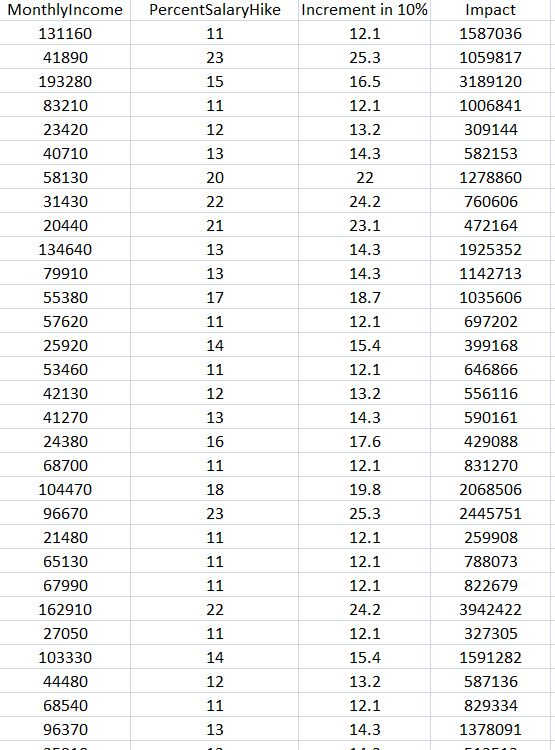 MonthlyIncome PercentSalaryHike Increment in 10% Impact
131160 11 12.1 1587036
41890 23 25.3 1059817
193280 15 16.5 3189120
83210 11 12.1 1006841
23420 12 13.2 309144
40710 13 14.3 582153
58130 20 22 1278860
31430 22 24.2 760606
20440 21 23.1 472164
134640 13 14.3 1925352
79910 13 14.3 1142713
55380 17 18.7 1035606
57620 11 12.1 697202
25920 14 15.4 399168
53460 11 12.1 646866
42130 12 13.2 556116
41270 13 14.3 590161
24380 16 17.6 429088
68700 11 12.1 831270
104470 18 19.8 2068506
96670 23 25.3 2445751
21480 11 12.1 259908
65130 11 12.1 788073
67990 11 12.1 822679
162910 22 24.2 3942422
27050 11 12.1 327305
103330 14 15.4 1591282
44480 12 13.2 587136
68540 11 12.1 829334
96370 13 14.3 1378091